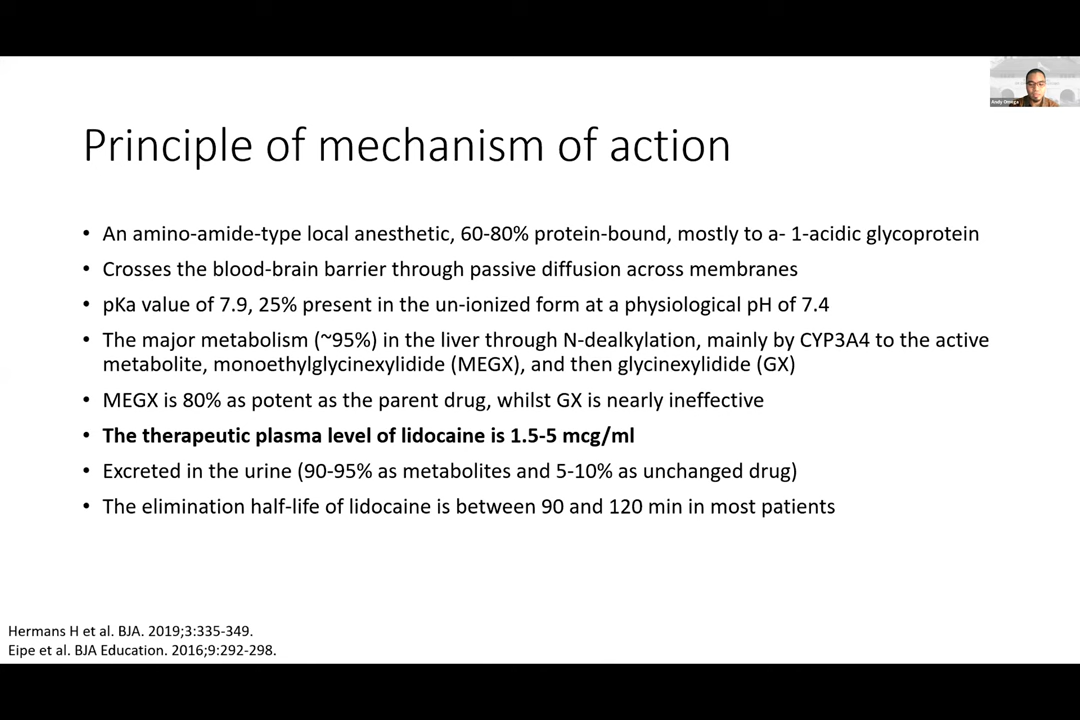 Andy Omega
Principle of mechanism of action
• An amino-amide-type local anesthetic, 60-80% protein-bound, mostly to a- 1-acidic glycoprotein
• Crosses the blood-brain barrier through passive diffusion across membranes
• pKa value of 7.9, 25% present in the un-ionized form at a physiological pH of 7.4
• The major metabolism (~95%) in the liver through N-dealkylation, mainly by CYP3A4 to the active
metabolite, monoethylglycinexylidide (MEGX), and then glycinexylidide (GX)
• MEGX is 80% as potent as the parent drug, whilst GX is nearly ineffective
• The therapeutic plasma level of lidocaine is 1.5-5 mcg/ml
• Excreted in the urine (90-95% as metabolites and 5-10% as unchanged drug)
• The elimination half-life of lidocaine is between 90 and 120 min in most patients
Hermans H et al. BJA. 2019;3:335-349.
Eipe et al. BJA Education. 2016;9:292-298.